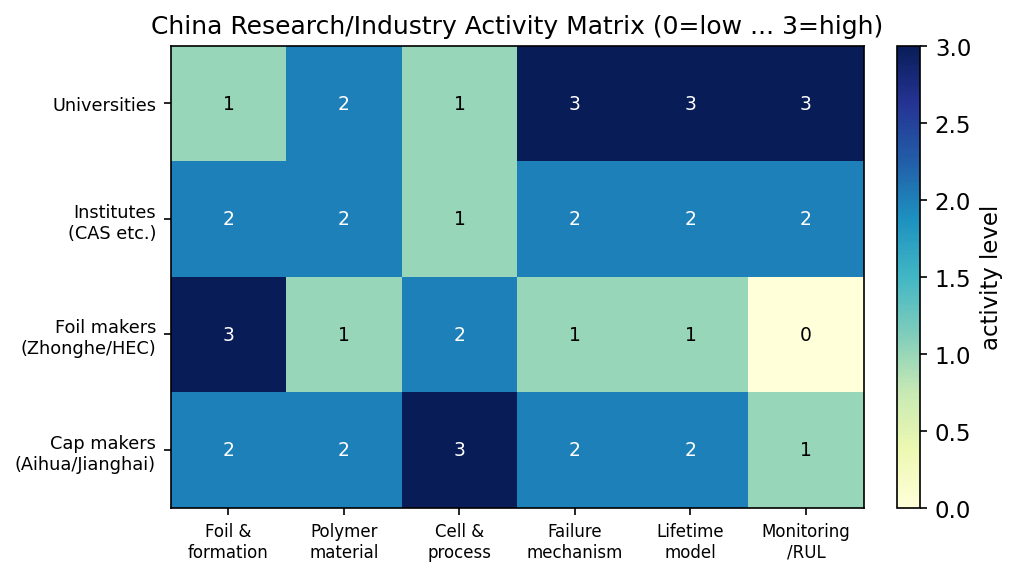 China Research/Industry Activity Matrix (0=low ... 3=high)
Universities
1 2 1 3 3 3
Institutes
(CAS etc.)
2 2 1 2 2 2
Foil makers
(Zhonghe/HEC)
3 1 2 1 1 0
Cap makers
(Aihua/Jianghai)
2 2 3 2 2 1
Foil &
formation
Polymer
material
Cell &
process
Failure
mechanism
Lifetime
model
Monitoring
/RUL
3.0
2.5
2.0
1.5
1.0
0.5
0.0
activity level